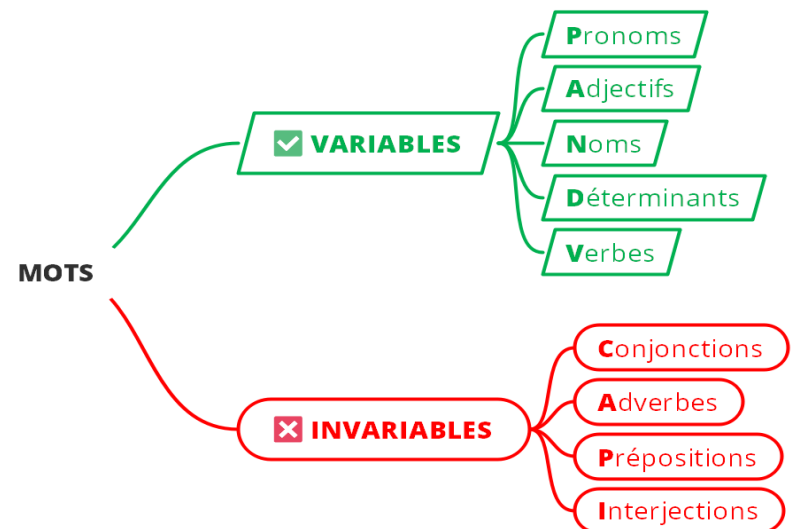 MOTS
VARIABLES
Pronoms
Adjectifs
Noms
Déterminants
Verbes
INVARIABLES
Conjonctions
Adverbes
Prépositions
Interjections